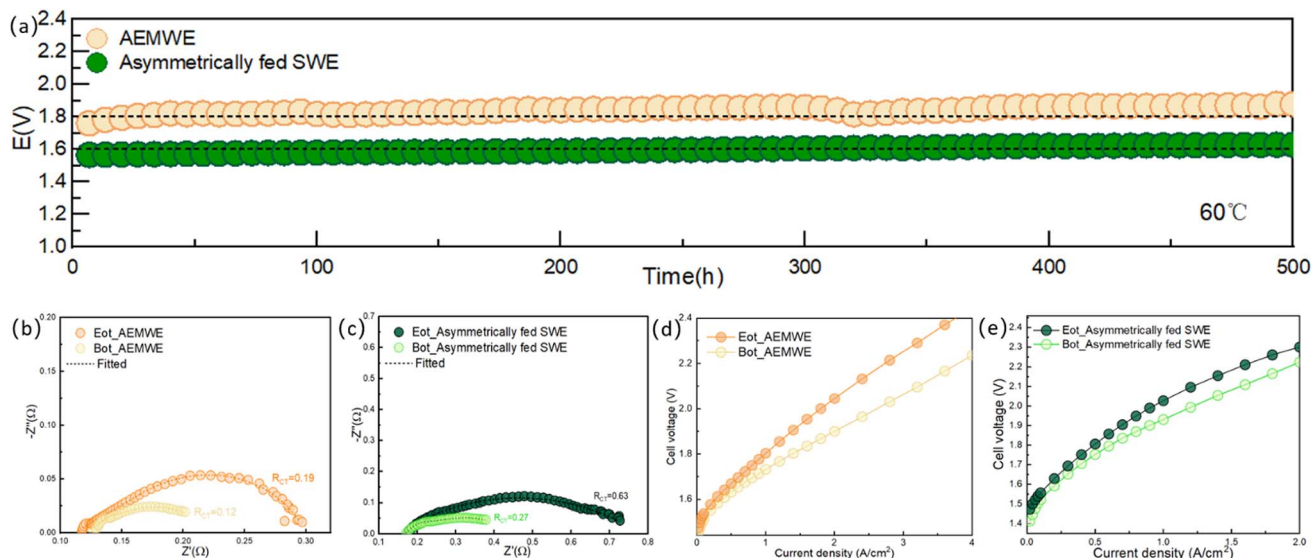 (a)
2.4
2.2
2.0
1.8
1.6
1.4
1.2
1.0
E(V)
AEMWE
Asymmetrically fed SWE
60℃
0
100
200
300
400
500
Time(h)
(b)
0.20
0.15
0.10
0.05
0.00
-Z''(Ω)
Eot_AEMWE
Bot_AEMWE
Fitted
R_CT=0.19
R_CT=0.12
0.10
0.15
0.20
0.25
0.30
Z'(Ω)
(c)
0.7
0.6
0.5
0.4
0.3
0.2
0.1
0.0
-Z''(Ω)
Eot_Asymmetrically fed SWE
Bot_Asymmetrically fed SWE
Fitted
R_CT=0.63
R_CT=0.27
0.1
0.2
0.3
0.4
0.5
0.6
0.7
0.8
Z'(Ω)
(d)
2.4
2.2
2.0
1.8
1.6
Cell voltage (V)
Eot_AEMWE
Bot_AEMWE
0
1
2
3
4
Current density (A/cm²)
(e)
2.4
2.3
2.2
2.1
2.0
1.9
1.8
1.7
1.6
1.5
1.4
Cell voltage (V)
Eot_Asymmetrically fed SWE
Bot_Asymmetrically fed SWE
0.0
0.5
1.0
1.5
2.0
Current density (A/cm²)